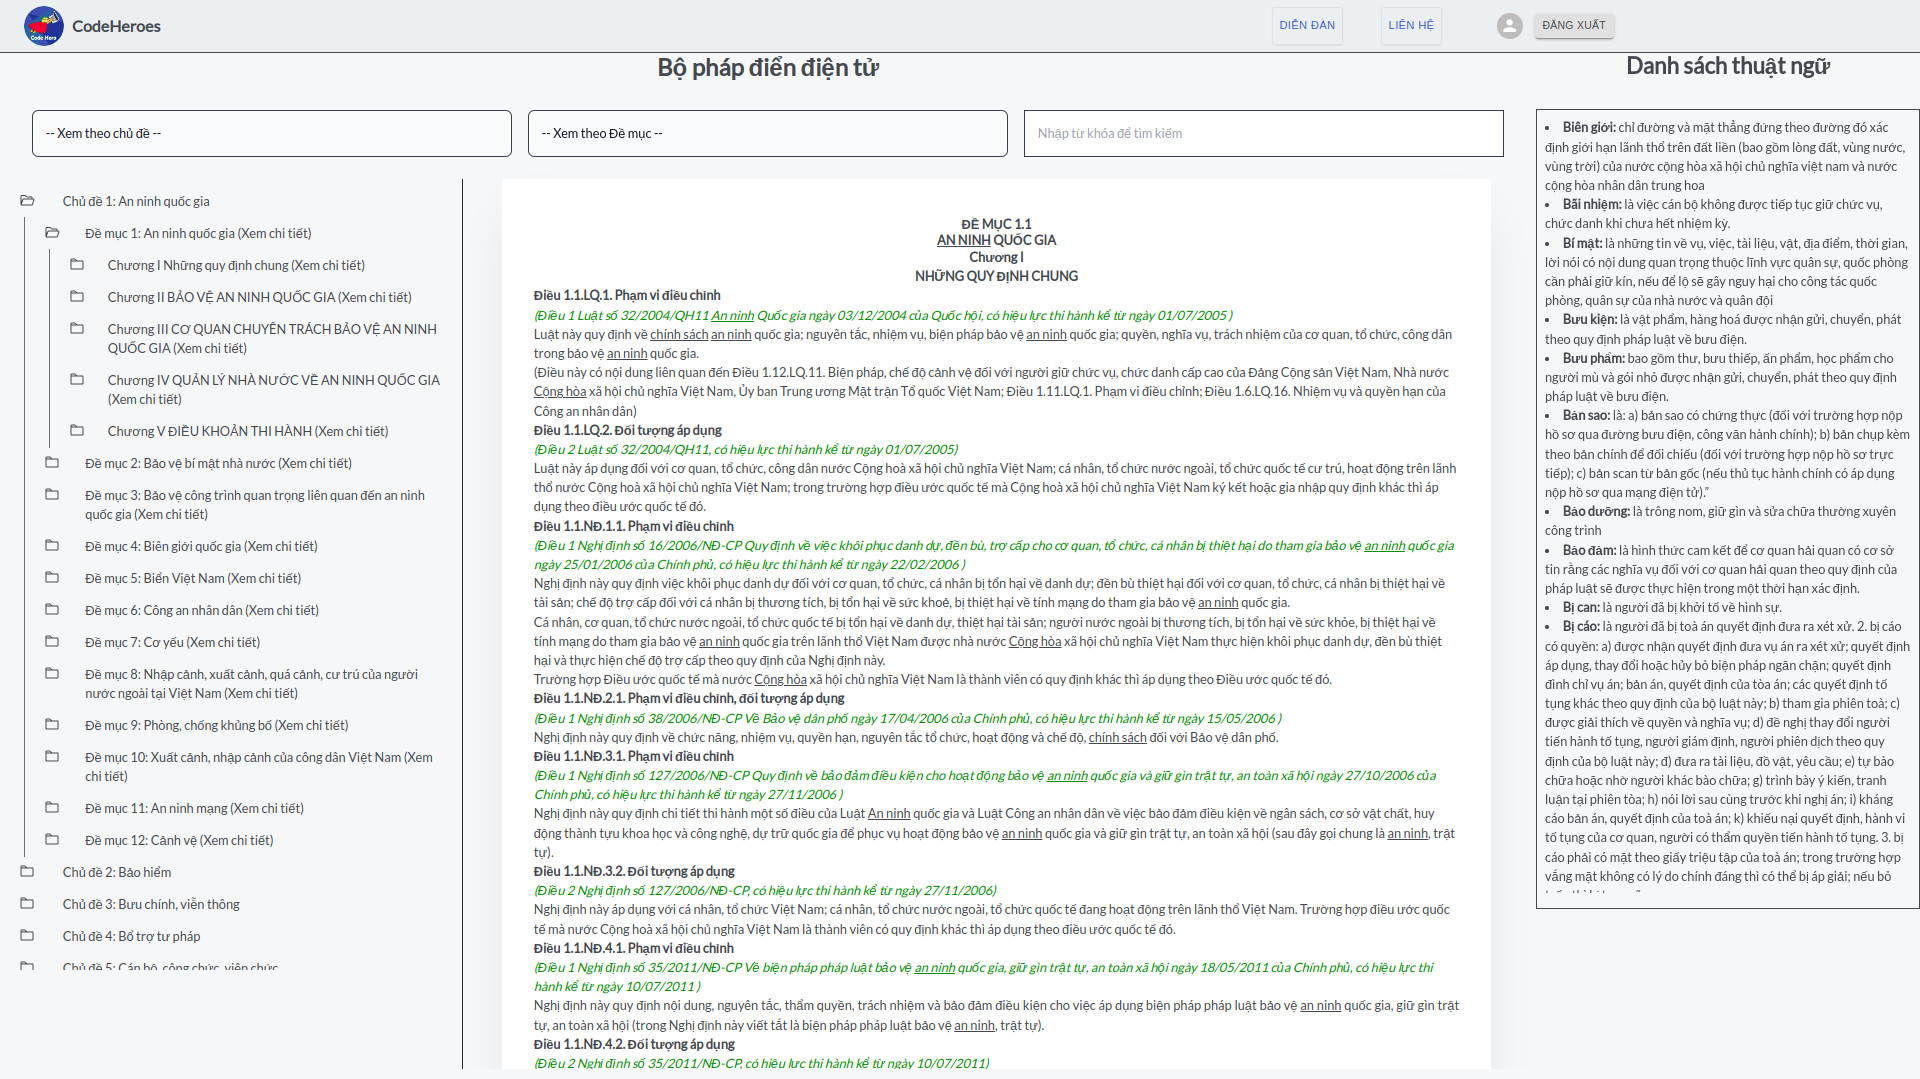 Code Hero
CodeHeroes
DIỄN ĐÀN
LIÊN HỆ
ĐĂNG XUẤT
Bộ pháp điển điện tử
Danh sách thuật ngữ
-- Xem theo chủ đề --
-- Xem theo Đề mục --
Nhập từ khóa để tìm kiếm
Chủ đề 1: An ninh quốc gia
Đề mục 1: An ninh quốc gia (Xem chi tiết)
Chương I Những quy định chung (Xem chi tiết)
Chương II BẢO VỆ AN NINH QUỐC GIA (Xem chi tiết)
Chương III CƠ QUAN CHUYÊN TRÁCH BẢO VỆ AN NINH
QUỐC GIA (Xem chi tiết)
Chương IV QUẢN LÝ NHÀ NƯỚC VỀ AN NINH QUỐC GIA
(Xem chi tiết)
Chương V ĐIỀU KHOẢN THI HÀNH (Xem chi tiết)
Đề mục 2: Bảo vệ bí mật nhà nước (Xem chi tiết)
Đề mục 3: Bảo vệ công trình quan trọng liên quan đến an ninh
quốc gia (Xem chi tiết)
Đề mục 4: Biên giới quốc gia (Xem chi tiết)
Đề mục 5: Biển Việt Nam (Xem chi tiết)
Đề mục 6: Công an nhân dân (Xem chi tiết)
Đề mục 7: Cơ yếu (Xem chi tiết)
Đề mục 8: Nhập cảnh, xuất cảnh, quá cảnh, cư trú của người
nước ngoài tại Việt Nam (Xem chi tiết)
Đề mục 9: Phòng, chống khủng bố (Xem chi tiết)
Đề mục 10: Xuất cảnh, nhập cảnh của công dân Việt Nam (Xem
chi tiết)
Đề mục 11: An ninh mạng (Xem chi tiết)
Đề mục 12: Cảnh vệ (Xem chi tiết)
Chủ đề 2: Bảo hiểm
Chủ đề 3: Bưu chính, viễn thông
Chủ đề 4: Bổ trợ tư pháp
Chủ đề 5: Cán bộ, công chức, viên chức
ĐỀ MỤC 1.1
AN NINH QUỐC GIA
Chương I
NHỮNG QUY ĐỊNH CHUNG
Điều 1.1.LQ.1. Phạm vi điều chỉnh
(Điều 1 Luật số 32/2004/QH11 An ninh Quốc gia ngày 03/12/2004 của Quốc hội, có hiệu lực thi hành kể từ ngày 01/07/2005 )
Luật này quy định về chính sách an ninh quốc gia; nguyên tắc, nhiệm vụ, biện pháp bảo vệ an ninh quốc gia; quyền, nghĩa vụ, trách nhiệm của cơ quan, tổ chức, công dân
trong bảo vệ an ninh quốc gia.
(Điều này có nội dung liên quan đến Điều 1.12.LQ.11. Biện pháp, chế độ cảnh vệ đối với người giữ chức vụ, chức danh cấp cao của Đảng Cộng sản Việt Nam, Nhà nước
Cộng hòa xã hội chủ nghĩa Việt Nam, Ủy ban Trung ương Mặt trận Tổ quốc Việt Nam; Điều 1.11.LQ.1. Phạm vi điều chỉnh; Điều 1.6.LQ.16. Nhiệm vụ và quyền hạn của
Công an nhân dân)
Điều 1.1.LQ.2. Đối tượng áp dụng
(Điều 2 Luật số 32/2004/QH11, có hiệu lực thi hành kể từ ngày 01/07/2005)
Luật này áp dụng đối với cơ quan, tổ chức, công dân nước Cộng hoà xã hội chủ nghĩa Việt Nam; cá nhân, tổ chức nước ngoài, tổ chức quốc tế cư trú, hoạt động trên lãnh
thổ nước Cộng hoà xã hội chủ nghĩa Việt Nam; trong trường hợp điều ước quốc tế mà Cộng hoà xã hội chủ nghĩa Việt Nam ký kết hoặc gia nhập quy định khác thì áp
dụng theo điều ước quốc tế đó.
Điều 1.1.NĐ.1.1. Phạm vi điều chỉnh
(Điều 1 Nghị định số 16/2006/NĐ-CP Quy định về việc khôi phục danh dự, đền bù, trợ cấp cho cơ quan, tổ chức, cá nhân bị thiệt hại do tham gia bảo vệ an ninh quốc gia
ngày 25/01/2006 của Chính phủ, có hiệu lực thi hành kể từ ngày 22/02/2006 )
Nghị định này quy định việc khôi phục danh dự đối với cơ quan, tổ chức, cá nhân bị tổn hại về danh dự; đền bù thiệt hại đối với cơ quan, tổ chức, cá nhân bị thiệt hại về
tài sản; chế độ trợ cấp đối với cá nhân bị thương tích, bị tổn hại về sức khoẻ, bị thiệt hại về tính mạng do tham gia bảo vệ an ninh quốc gia.
Cá nhân, cơ quan, tổ chức nước ngoài, tổ chức quốc tế bị tổn hại về danh dự, thiệt hại tài sản; người nước ngoài bị thương tích, bị tổn hại về sức khỏe, bị thiệt hại về
tính mạng do tham gia bảo vệ an ninh quốc gia trên lãnh thổ Việt Nam được nhà nước Cộng hòa xã hội chủ nghĩa Việt Nam thực hiện khôi phục danh dự, đền bù thiệt
hại và thực hiện chế độ trợ cấp theo quy định của Nghị định này.
Trường hợp Điều ước quốc tế mà nước Cộng hòa xã hội chủ nghĩa Việt Nam là thành viên có quy định khác thì áp dụng theo Điều ước quốc tế đó.
Điều 1.1.NĐ.2.1. Phạm vi điều chỉnh, đối tượng áp dụng
(Điều 1 Nghị định số 38/2006/NĐ-CP Về Bảo vệ dân phố ngày 17/04/2006 của Chính phủ, có hiệu lực thi hành kể từ ngày 15/05/2006 )
Nghị định này quy định về chức năng, nhiệm vụ, quyền hạn, nguyên tắc tổ chức, hoạt động và chế độ, chính sách đối với Bảo vệ dân phố.
Điều 1.1.NĐ.3.1. Phạm vi điều chỉnh
(Điều 1 Nghị định số 127/2006/NĐ-CP Quy định về bảo đảm điều kiện cho hoạt động bảo vệ an ninh quốc gia và giữ gìn trật tự, an toàn xã hội ngày 27/10/2006 của
Chính phủ, có hiệu lực thi hành kể từ ngày 27/11/2006 )
Nghị định này quy định chi tiết thi hành một số điều của Luật An ninh quốc gia và Luật Công an nhân dân về việc bảo đảm điều kiện về ngân sách, cơ sở vật chất, huy
động thành tựu khoa học và công nghệ, dự trữ quốc gia để phục vụ hoạt động bảo vệ an ninh quốc gia và giữ gìn trật tự, an toàn xã hội (sau đây gọi chung là an ninh, trật
tự).
Điều 1.1.NĐ.3.2. Đối tượng áp dụng
(Điều 2 Nghị định số 127/2006/NĐ-CP, có hiệu lực thi hành kể từ ngày 27/11/2006)
Nghị định này áp dụng với cá nhân, tổ chức Việt Nam; cá nhân, tổ chức nước ngoài, tổ chức quốc tế đang hoạt động trên lãnh thổ Việt Nam. Trường hợp điều ước quốc
tế mà nước Cộng hoà xã hội chủ nghĩa Việt Nam là thành viên có quy định khác thì áp dụng theo điều ước quốc tế đó.
Điều 1.1.NĐ.4.1. Phạm vi điều chỉnh
(Điều 1 Nghị định số 35/2011/NĐ-CP Về biện pháp pháp luật bảo vệ an ninh quốc gia, giữ gìn trật tự, an toàn xã hội ngày 18/05/2011 của Chính phủ, có hiệu lực thi
hành kể từ ngày 10/07/2011 )
Nghị định này quy định nội dung, nguyên tắc, thẩm quyền, trách nhiệm và bảo đảm điều kiện cho việc áp dụng biện pháp pháp luật bảo vệ an ninh quốc gia, giữ gìn trật
tự, an toàn xã hội (trong Nghị định này viết tắt là biện pháp pháp luật bảo vệ an ninh, trật tự).
Điều 1.1.NĐ.4.2. Đối tượng áp dụng
(Điều 2 Nghị định số 35/2011/NĐ-CP, có hiệu lực thi hành kể từ ngày 10/07/2011)
• Biên giới: chỉ đường và mặt thẳng đứng theo đường đó xác
định giới hạn lãnh thổ trên đất liền (bao gồm lòng đất, vùng nước,
vùng trời) của nước cộng hòa xã hội chủ nghĩa việt nam và nước
cộng hòa nhân dân trung hoa
• Bãi nhiệm: là việc cán bộ không được tiếp tục giữ chức vụ,
chức danh khi chưa hết nhiệm kỳ.
• Bí mật: là những tin về vụ, việc, tài liệu, vật, địa điểm, thời gian,
lời nói có nội dung quan trọng thuộc lĩnh vực quân sự, quốc phòng
cần phải giữ kín, nếu để lộ sẽ gây nguy hại cho công tác quốc
phòng, quân sự của nhà nước và quân đội
• Bưu kiện: là vật phẩm, hàng hoá được nhận gửi, chuyển, phát
theo quy định pháp luật về bưu điện.
• Bưu phẩm: bao gồm thư, bưu thiếp, ấn phẩm, học phẩm cho
người mù và gói nhỏ được nhận gửi, chuyển, phát theo quy định
pháp luật về bưu điện.
• Bản sao: là: a) bản sao có chứng thực (đối với trường hợp nộp
hồ sơ qua đường bưu điện, công văn hành chính); b) bản chụp kèm
theo bản chính để đối chiếu (đối với trường hợp nộp hồ sơ trực
tiếp); c) bản scan từ bản gốc (nếu thủ tục hành chính có áp dụng
nộp hồ sơ qua mạng điện tử).”
• Bảo dưỡng: là trông nom, giữ gìn và sửa chữa thường xuyên
công trình
• Bảo đảm: là hình thức cam kết để cơ quan hải quan có cơ sở
tin rằng các nghĩa vụ đối với cơ quan hải quan theo quy định của
pháp luật sẽ được thực hiện trong một thời hạn xác định.
• Bị can: là người đã bị khởi tố về hình sự.
• Bị cáo: là người đã bị toà án quyết định đưa ra xét xử. 2. bị cáo
có quyền: a) được nhận quyết định đưa vụ án ra xét xử; quyết định
áp dụng, thay đổi hoặc hủy bỏ biện pháp ngăn chặn; quyết định
đình chỉ vụ án; bản án, quyết định của tòa án; các quyết định tố
tụng khác theo quy định của bộ luật này; b) tham gia phiên toà; c)
được giải thích về quyền và nghĩa vụ; d) đề nghị thay đổi người
tiến hành tố tụng, người giám định, người phiên dịch theo quy
định của bộ luật này; đ) đưa ra tài liệu, đồ vật, yêu cầu; e) tự bào
chữa hoặc nhờ người khác bào chữa; g) trình bày ý kiến, tranh
luận tại phiên tòa; h) nói lời sau cùng trước khi nghị án; i) kháng
cáo bản án, quyết định của toà án; k) khiếu nại quyết định, hành vi
tố tụng của cơ quan, người có thẩm quyền tiến hành tố tụng. 3. bị
cáo phải có mặt theo giấy triệu tập của toà án; trong trường hợp
vắng mặt không có lý do chính đáng thì có thể bị áp giải; nếu bỏ